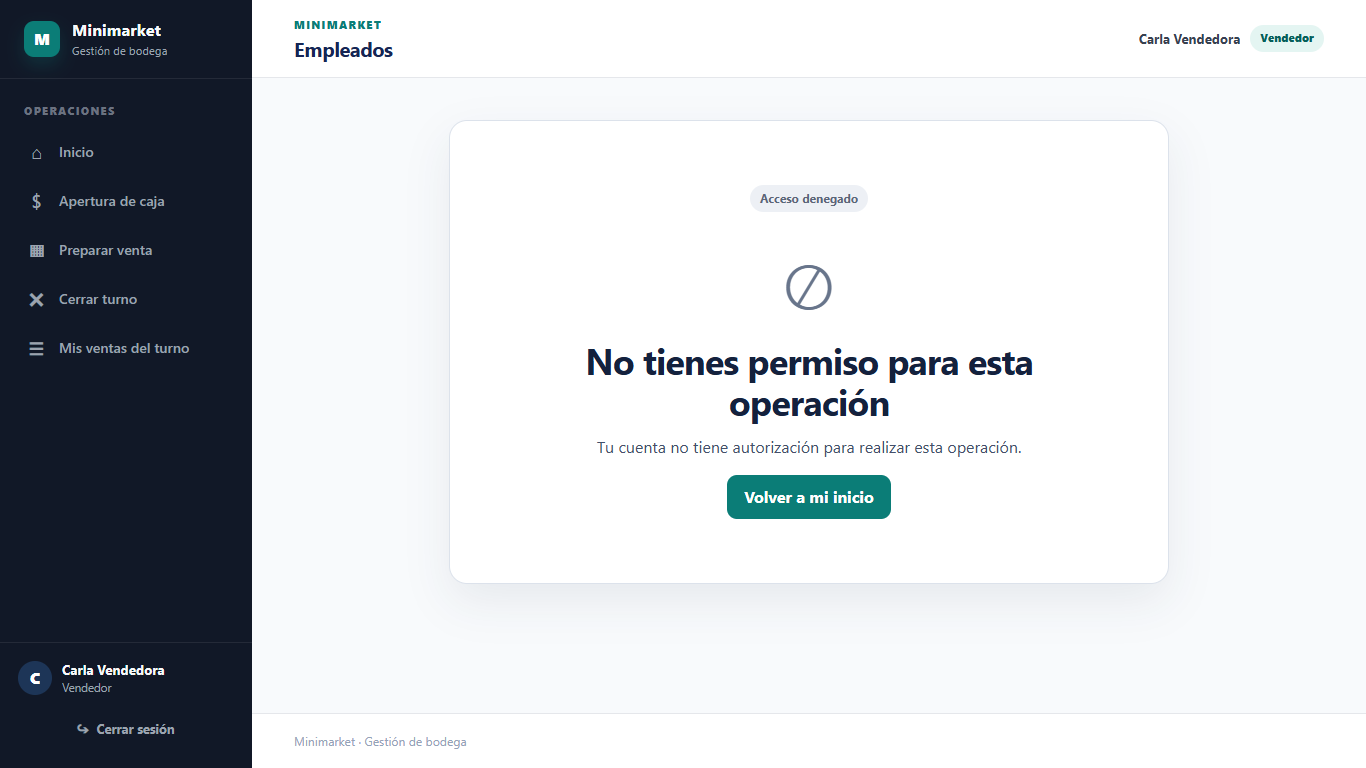 M
Minimarket
Gestión de bodega
OPERACIONES
Inicio
$ Apertura de caja
Preparar venta
Cerrar turno
Mis ventas del turno
C
Carla Vendedora
Vendedor
Cerrar sesión
MINIMARKET
Empleados
Carla Vendedora Vendedor
Acceso denegado
No tienes permiso para esta
operación
Tu cuenta no tiene autorización para realizar esta operación.
Volver a mi inicio
Minimarket · Gestión de bodega